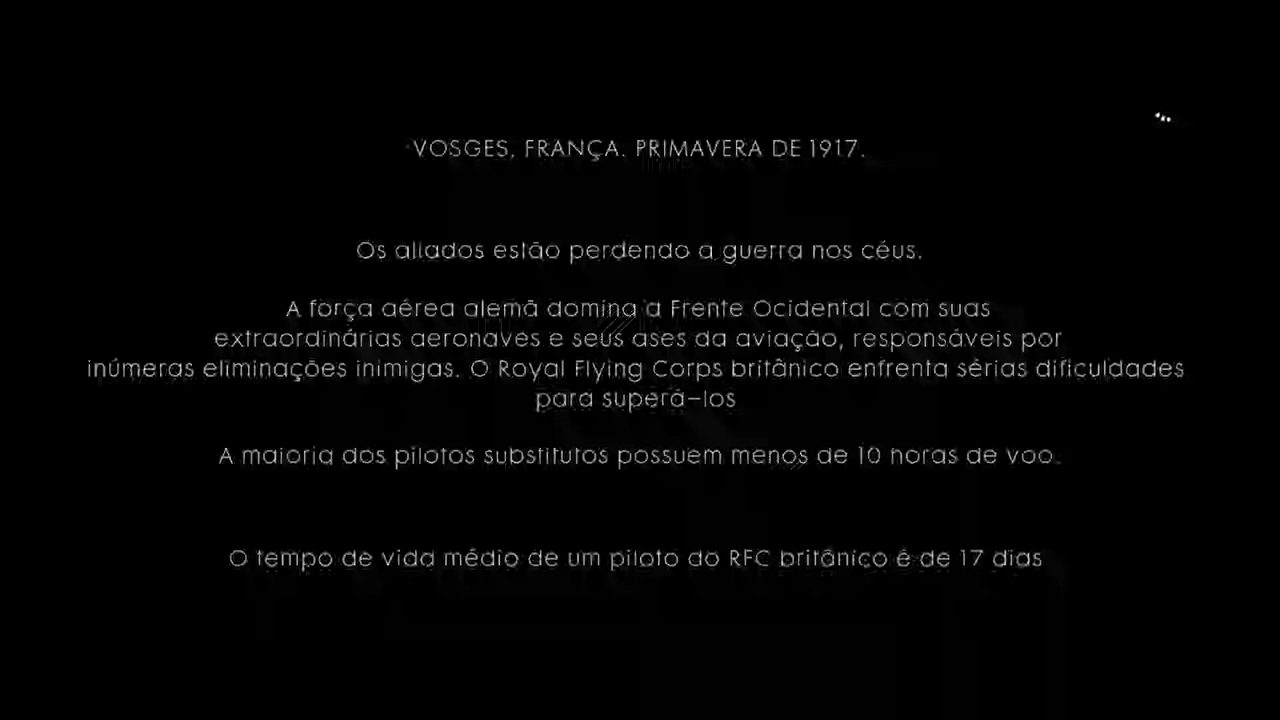 VOSGES, FRANÇA. PRIMAVERA DE 1917.
Os aliados estão perdendo a guerra nos céus.
A força aérea alemã domina a Frente Ocidental com suas
extraordinárias aeronaves e seus ases da aviação, responsáveis por
inúmeras eliminações inimigas. O Royal Flying Corps britânico enfrenta sérias dificuldades
para superá-los
A maioria dos pilotos substitutos possuem menos de 10 horas de voo.
O tempo de vida médio de um piloto do RFC britânico é de 17 dias